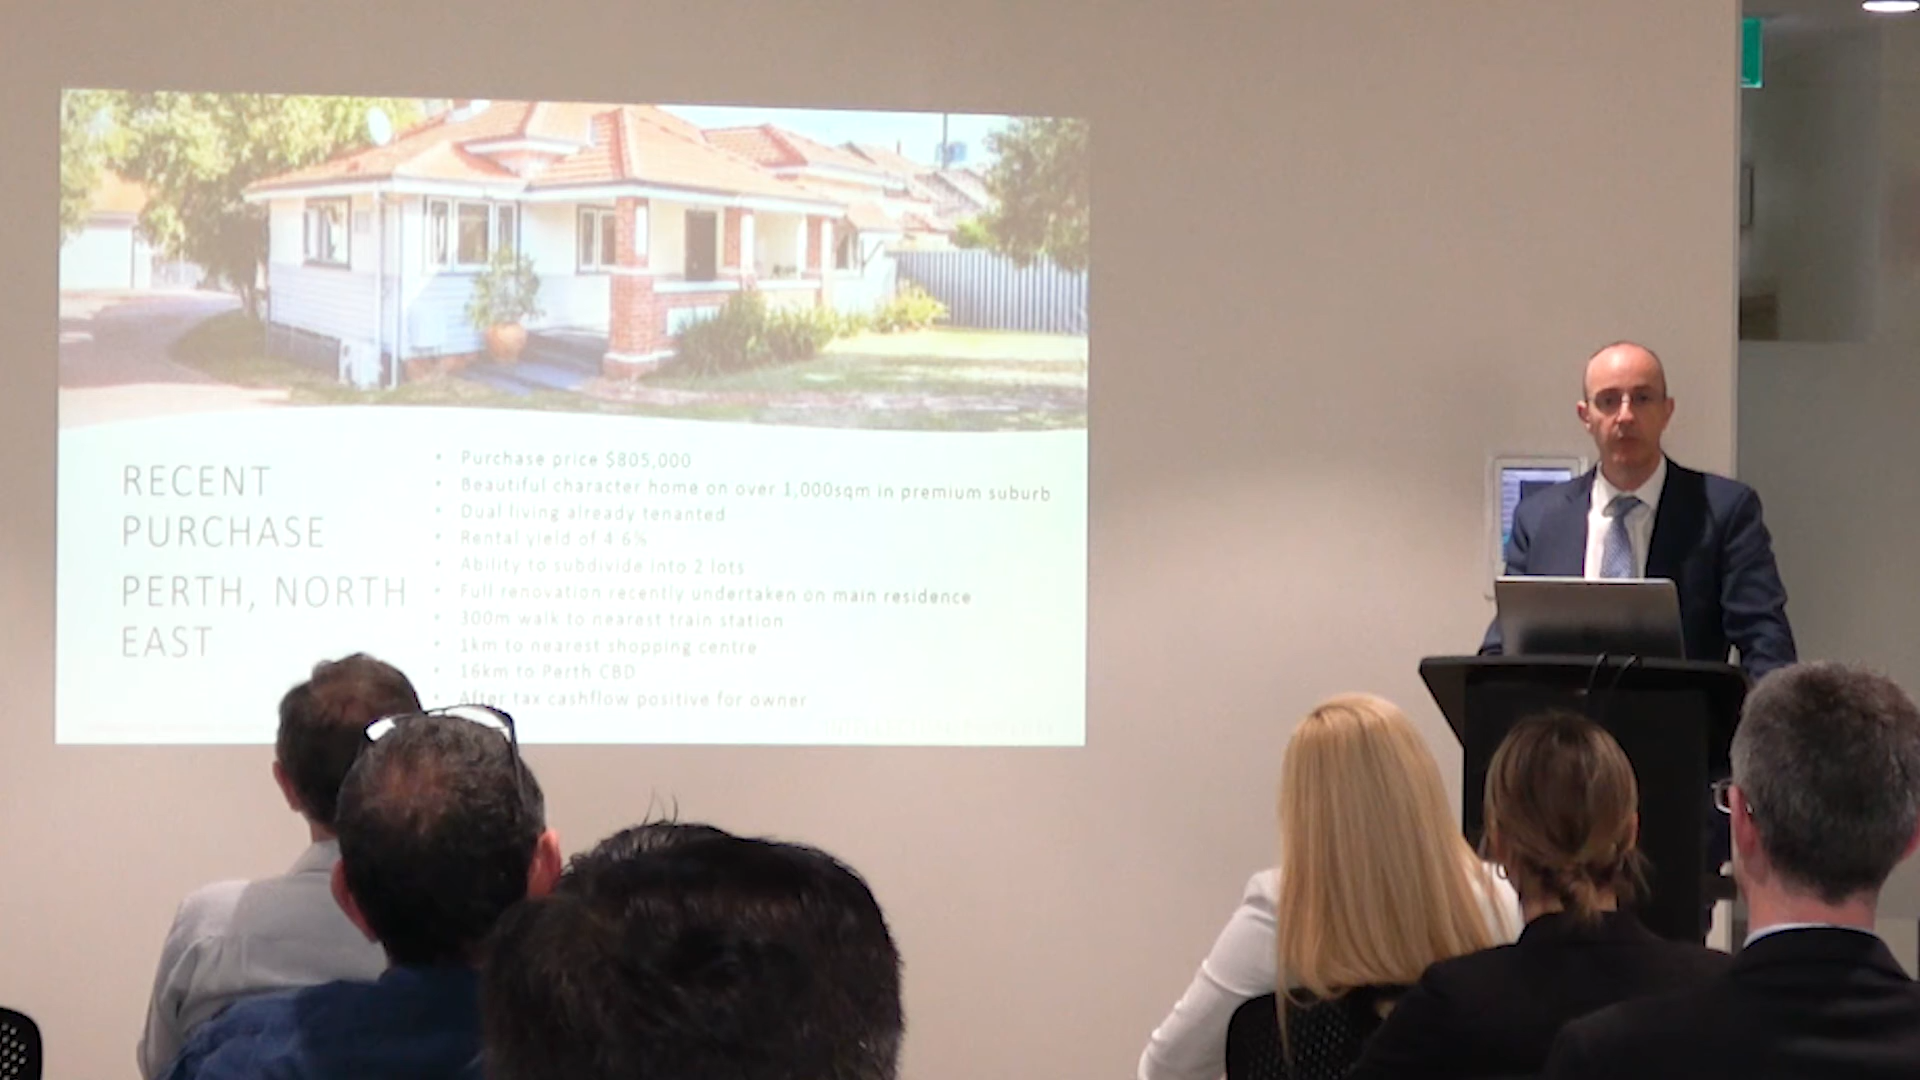 RECENT
PURCHASE
PERTH, NORTH
EAST
• Purchase price $805,000
• Beautiful character home on over 1,000sqm in premium suburb
• Dual living already tenanted
• Rental yield of 4.6%
• Ability to subdivide into 2 lots
• Full renovation recently undertaken on main residence
• 300m walk to nearest train station
• 1km to nearest shopping centre
• 16km to Perth CBD
• After tax cashflow positive for owner